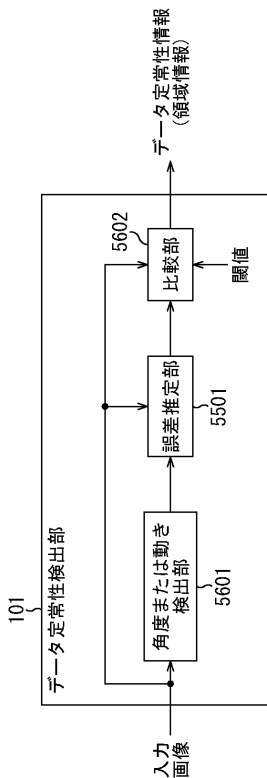 101
データ定常性検出部
入力
画像
角度または動き
検出部
5601
誤差推定部
5501
比較部
5602
閾値
データ定常性情報
(領域情報)